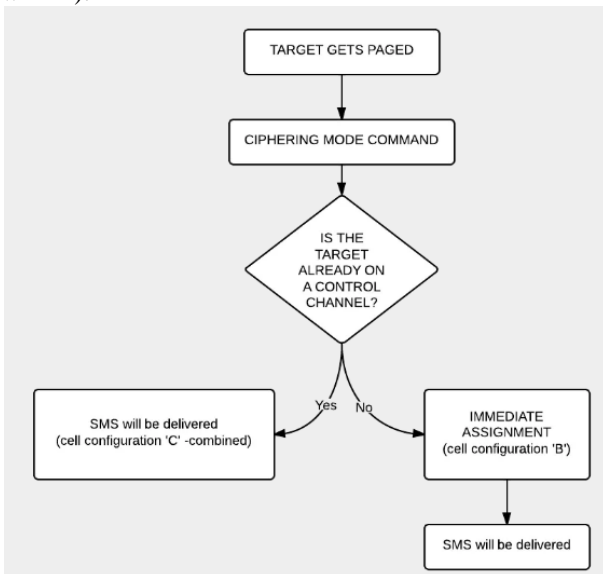 TARGET GETS PAGED
CIPHERING MODE COMMAND
IS THE
TARGET
ALREADY ON
A CONTROL
CHANNEL?
Yes
No
SMS will be delivered
(cell configuration 'C' -combined)
IMMEDIATE
ASSIGNMENT
(cell configuration 'B')
SMS will be delivered